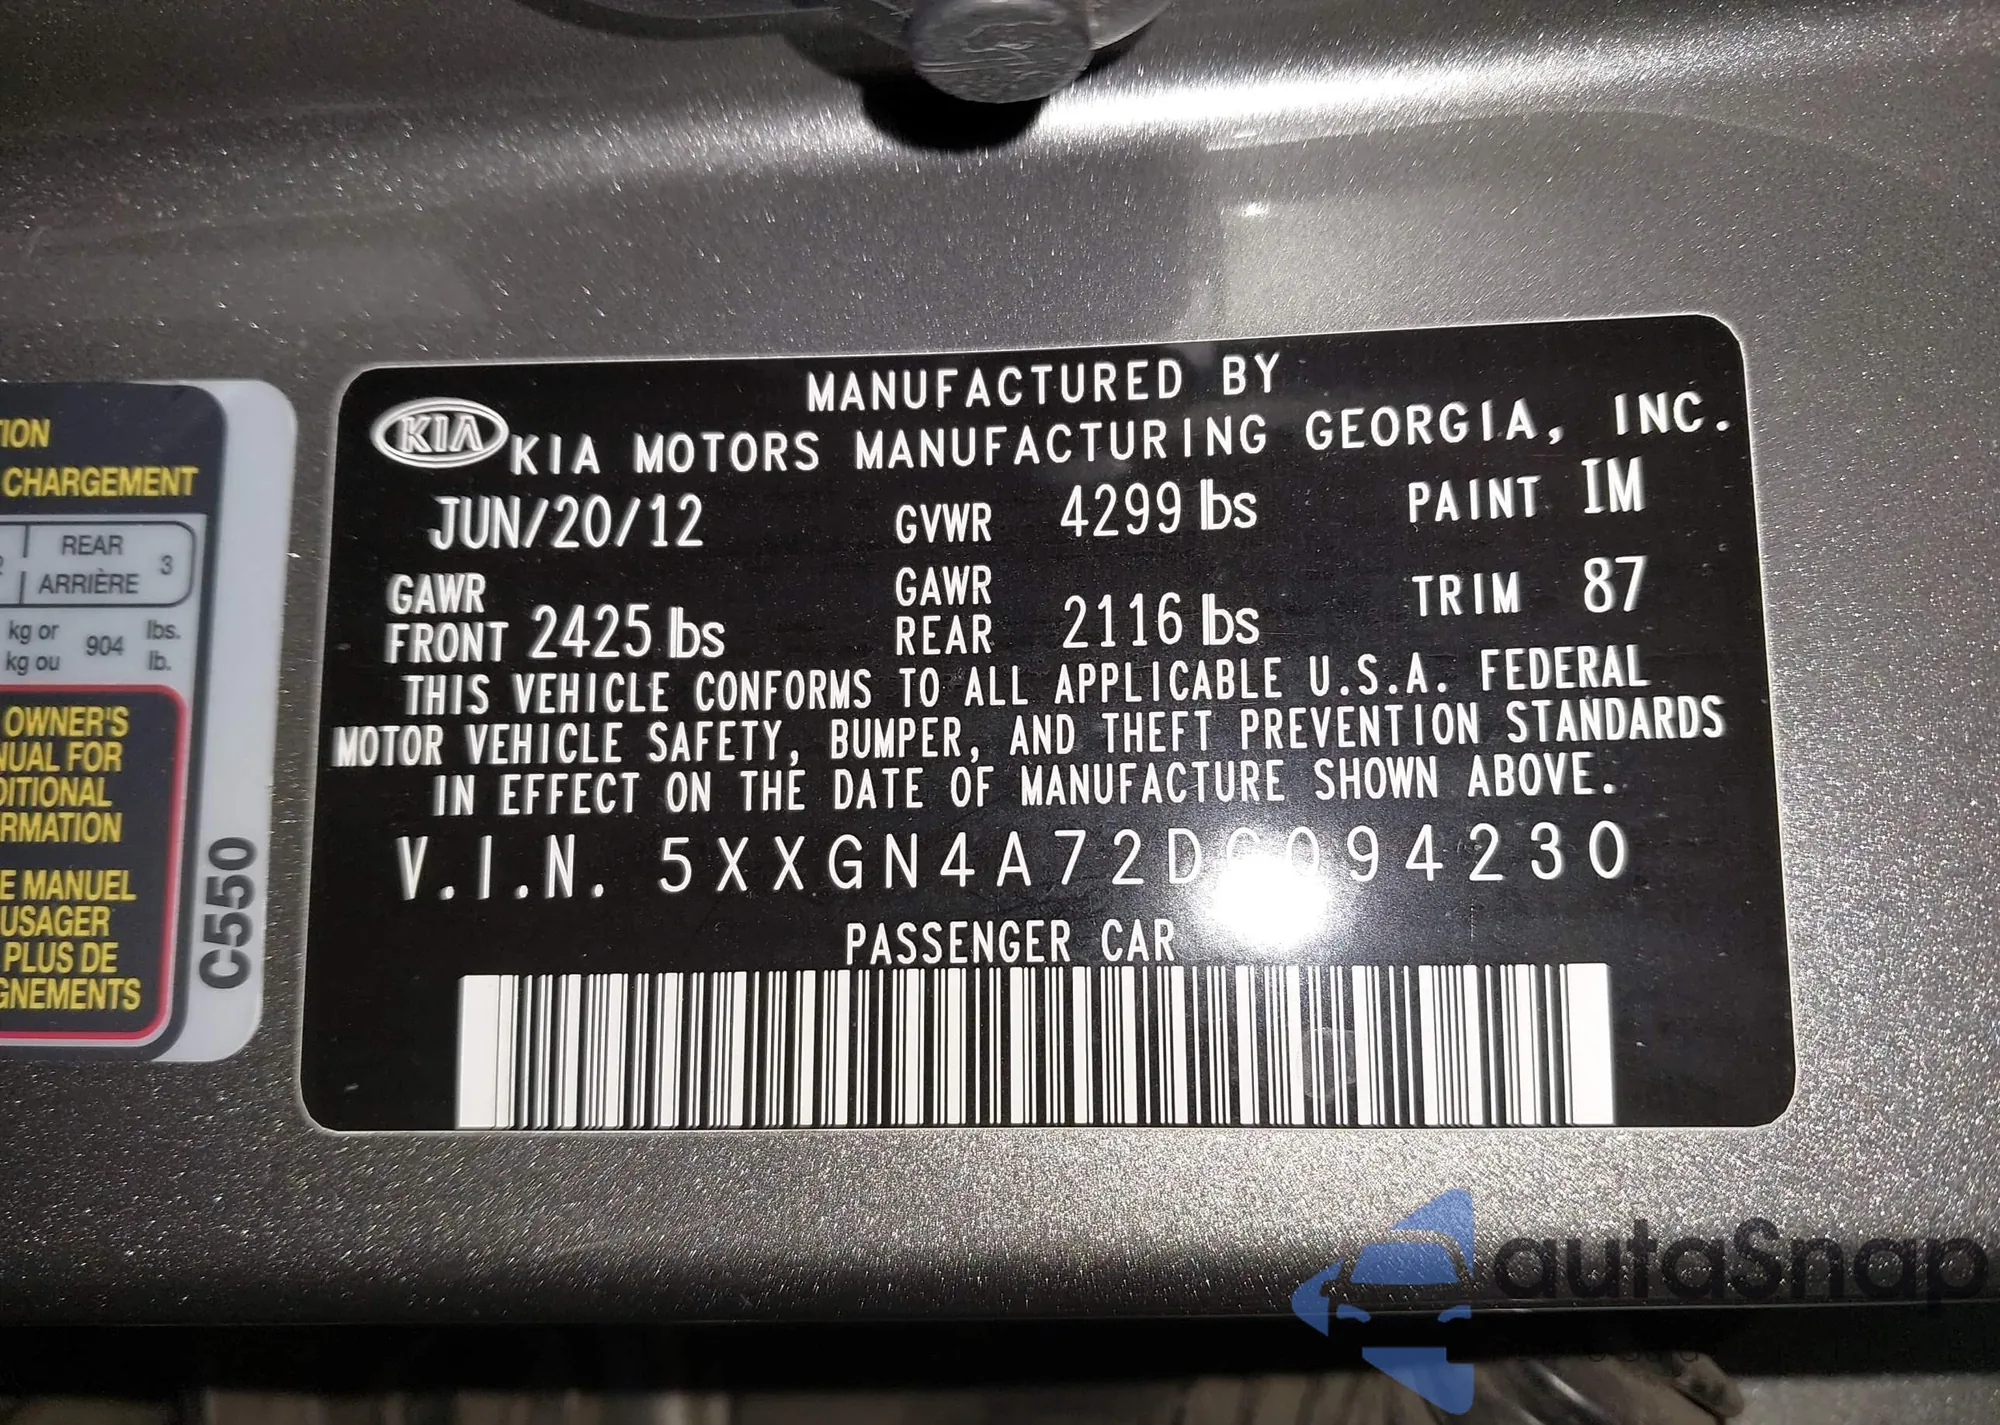 MANUFACTURED BY
KIA KIA MOTORS MANUFACTURING GEORGIA, INC.
JUN/20/12 GVWR 4299 lbs PAINT IM
GAWR FRONT 2425 lbs GAWR REAR 2116 lbs TRIM 87
THIS VEHICLE CONFORMS TO ALL APPLICABLE U.S.A. FEDERAL
MOTOR VEHICLE SAFETY, BUMPER, AND THEFT PREVENTION STANDARDS
IN EFFECT ON THE DATE OF MANUFACTURE SHOWN ABOVE.
V.I.N. 5XXGN4A72DG094230
PASSENGER CAR
TION
CHARGEMENT
2 REAR 3
ARRIÈRE
kg or 904 lbs.
kg ou lb.
OWNER'S
NUAL FOR
DITIONAL
RMATION
E MANUEL
USAGER
PLUS DE
GNEMENTS
C550
autoSnap